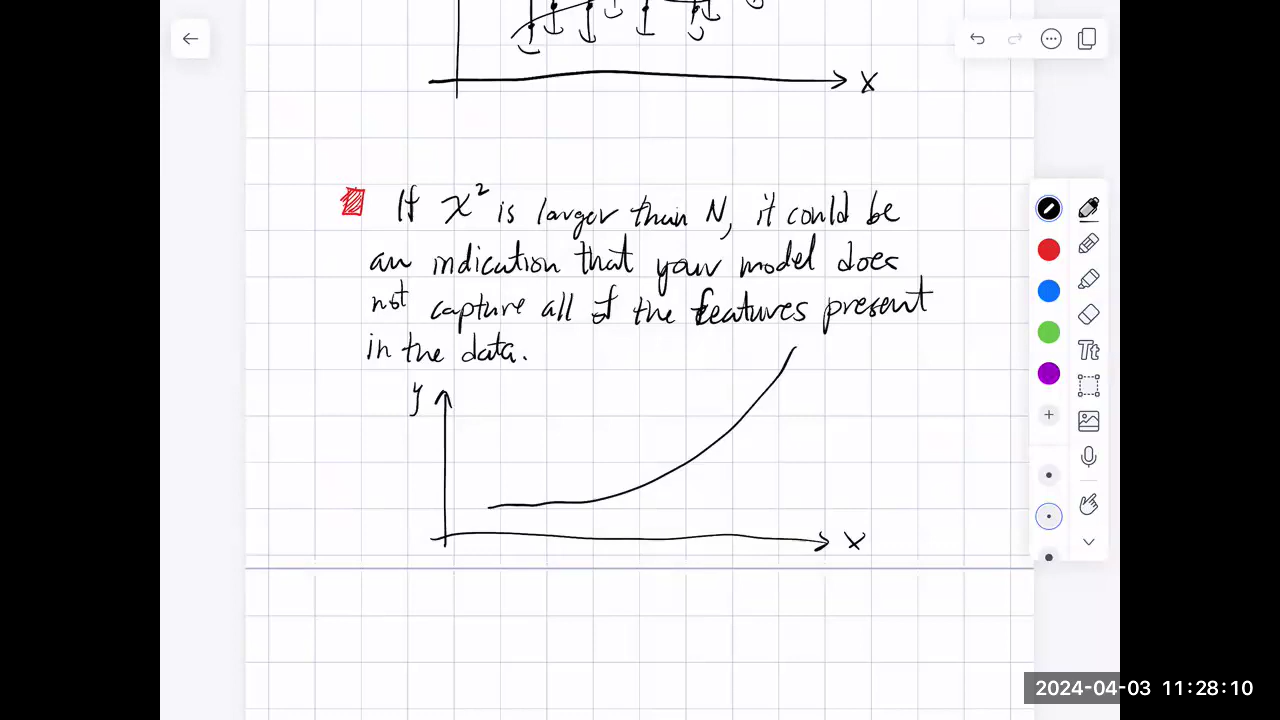 X
If χ² is larger than N, it could be
an indication that your model does
not capture all of the features present
in the data.
y
X
Tt
2024-04-03 11:28:10